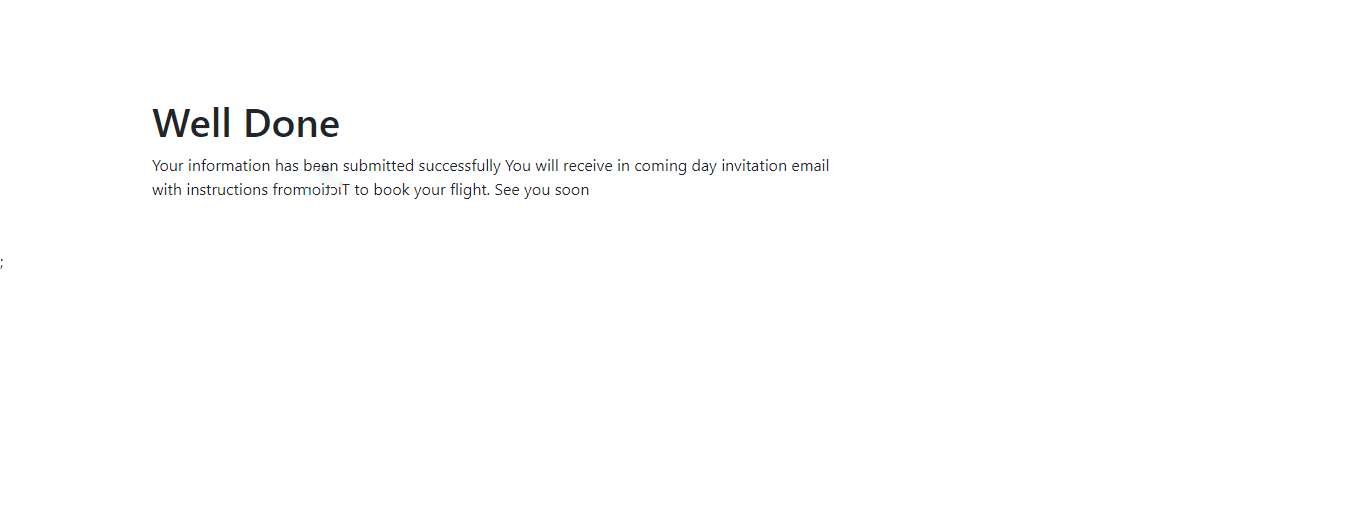 Well Done
Your information has been submitted successfully You will receive in coming day invitation email
with instructions from to book your flight. See you soon
;